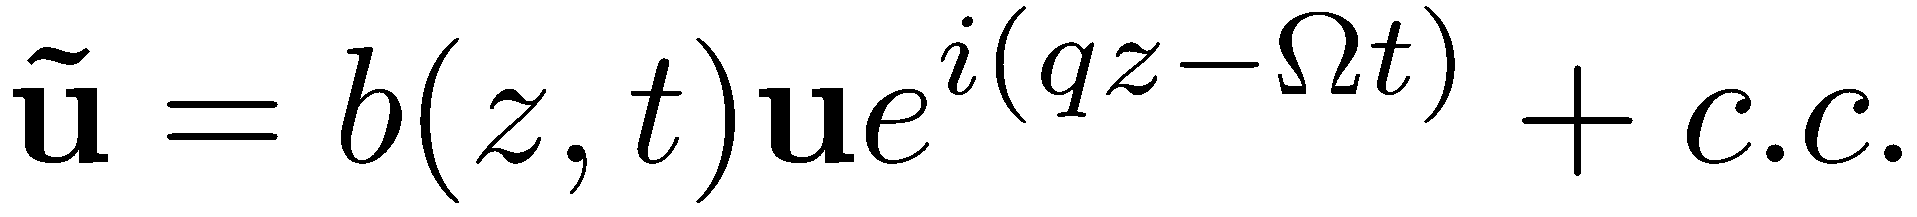 ũ = b(z, t)ue^{i(qz−Ωt)} + c.c.